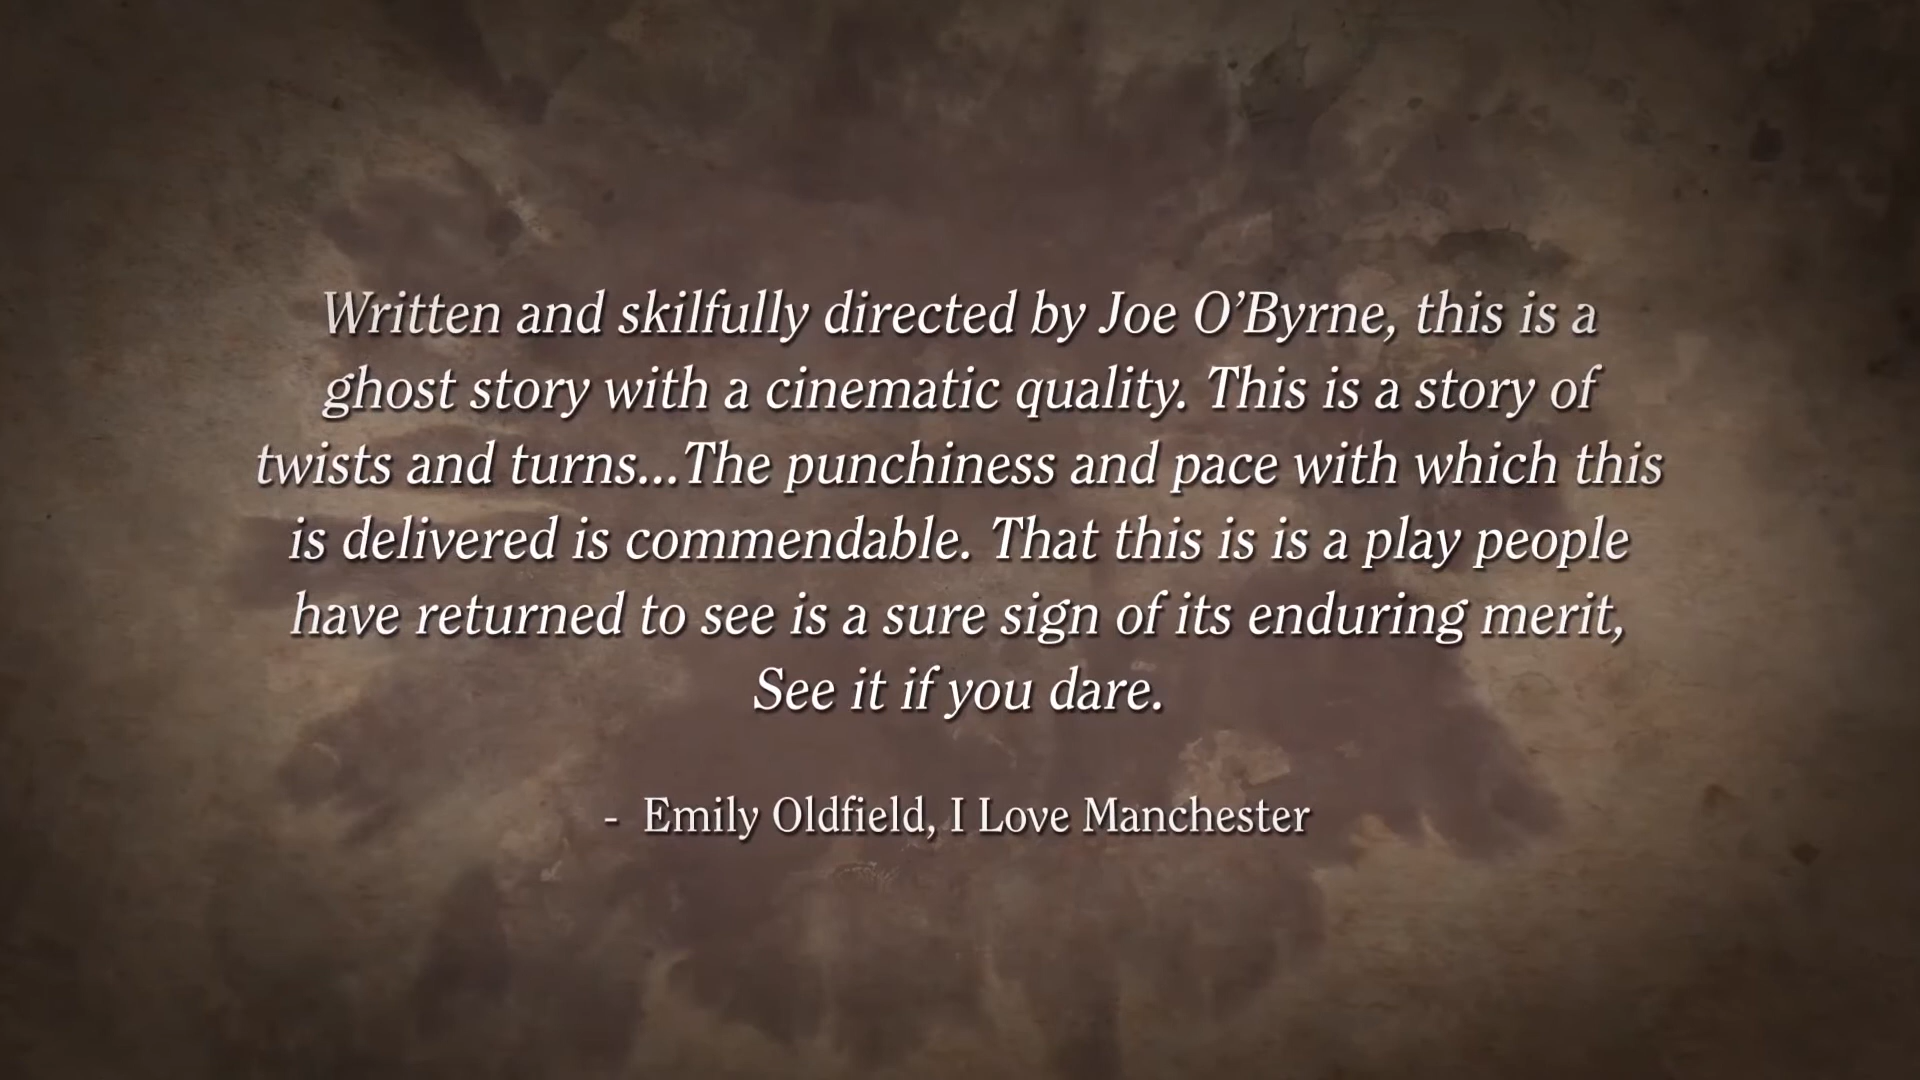 Written and skilfully directed by Joe O’Byrne, this is a
ghost story with a cinematic quality. This is a story of
twists and turns...The punchiness and pace with which this
is delivered is commendable. That this is is a play people
have returned to see is a sure sign of its enduring merit,
See it if you dare.
- Emily Oldfield, I Love Manchester